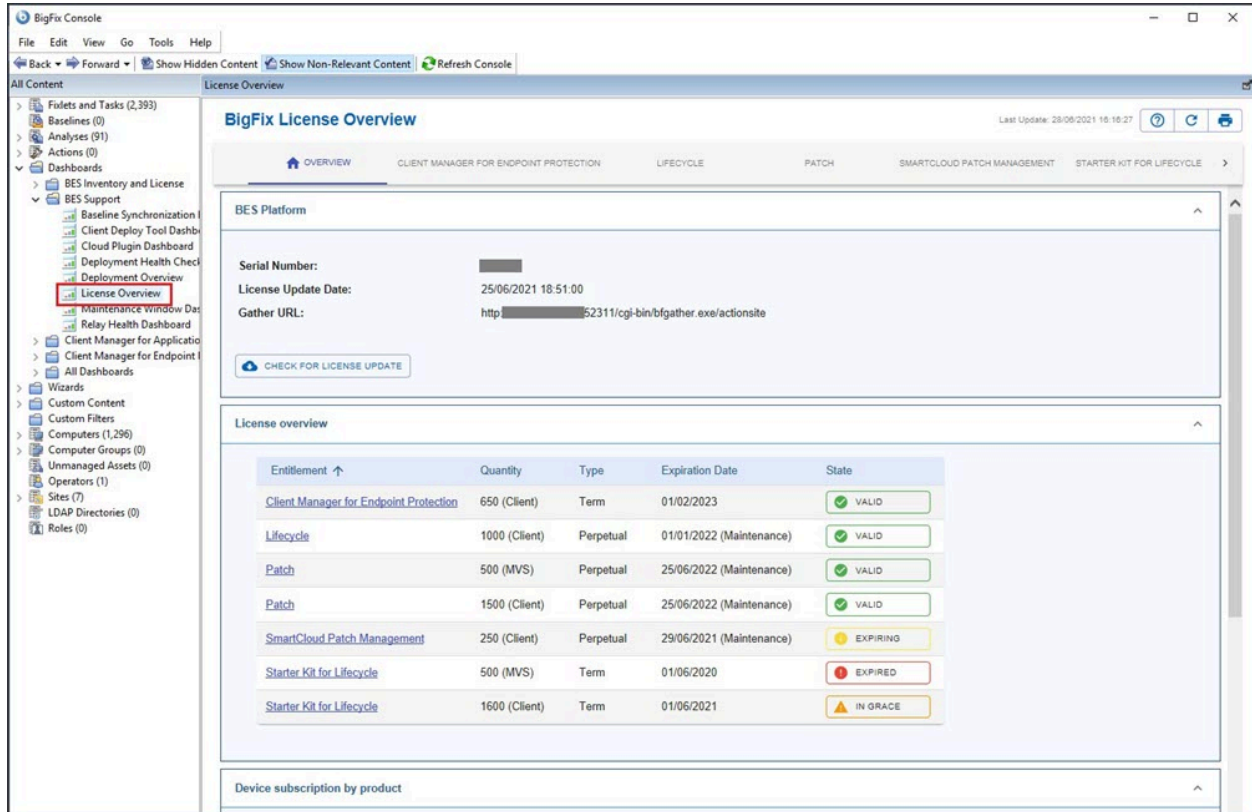 BigFix Console
File Edit View Go Tools Help
Back Forward Show Hidden Content Show Non-Relevant Content Refresh Console
All Content
License Overview
Fixlets and Tasks (2,393)
Baselines (0)
Analyses (91)
Actions (0)
Dashboards
BES Inventory and License
BES Support
Baseline Synchronization
Client Deploy Tool Dashb
Cloud Plugin Dashboard
Deployment Health Check
Deployment Overview
License Overview
Maintenance Window Das
Relay Health Dashboard
Client Manager for Applicatio
Client Manager for Endpoint
All Dashboards
Wizards
Custom Content
Custom Filters
Computers (1,296)
Computer Groups (0)
Unmanaged Assets (0)
Operators (1)
Sites (7)
LDAP Directories (0)
Roles (0)
BigFix License Overview
Last Update: 28/06/2021 16:16:27
OVERVIEW CLIENT MANAGER FOR ENDPOINT PROTECTION LIFECYCLE PATCH SMARTCLOUD PATCH MANAGEMENT STARTER KIT FOR LIFECYCLE
BES Platform
Serial Number:
License Update Date: 25/06/2021 18:51:00
Gather URL: http: 52311/cgi-bin/bfgather.exe/actionsite
CHECK FOR LICENSE UPDATE
License overview
Entitlement Quantity Type Expiration Date State
Client Manager for Endpoint Protection 650 (Client) Term 01/02/2023 VALID
Lifecycle 1000 (Client) Perpetual 01/01/2022 (Maintenance) VALID
Patch 500 (MVS) Perpetual 25/06/2022 (Maintenance) VALID
Patch 1500 (Client) Perpetual 25/06/2022 (Maintenance) VALID
SmartCloud Patch Management 250 (Client) Perpetual 29/06/2021 (Maintenance) EXPIRING
Starter Kit for Lifecycle 500 (MVS) Term 01/06/2020 EXPIRED
Starter Kit for Lifecycle 1600 (Client) Term 01/06/2021 IN GRACE
Device subscription by product